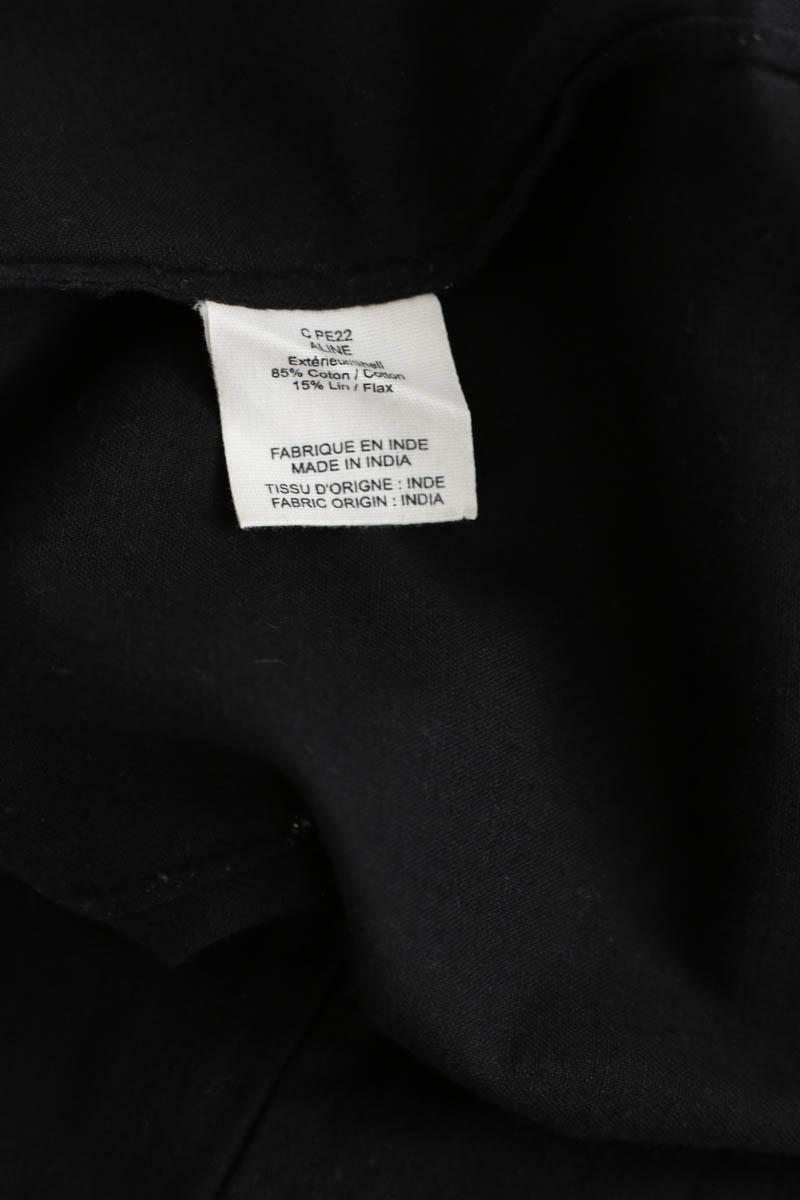 C PE22
ALINE
Extérieur/shell
85% Coton / Cotton
15% Lin / Flax
FABRIQUE EN INDE
MADE IN INDIA
TISSU D'ORIGNE : INDE
FABRIC ORIGIN : INDIA